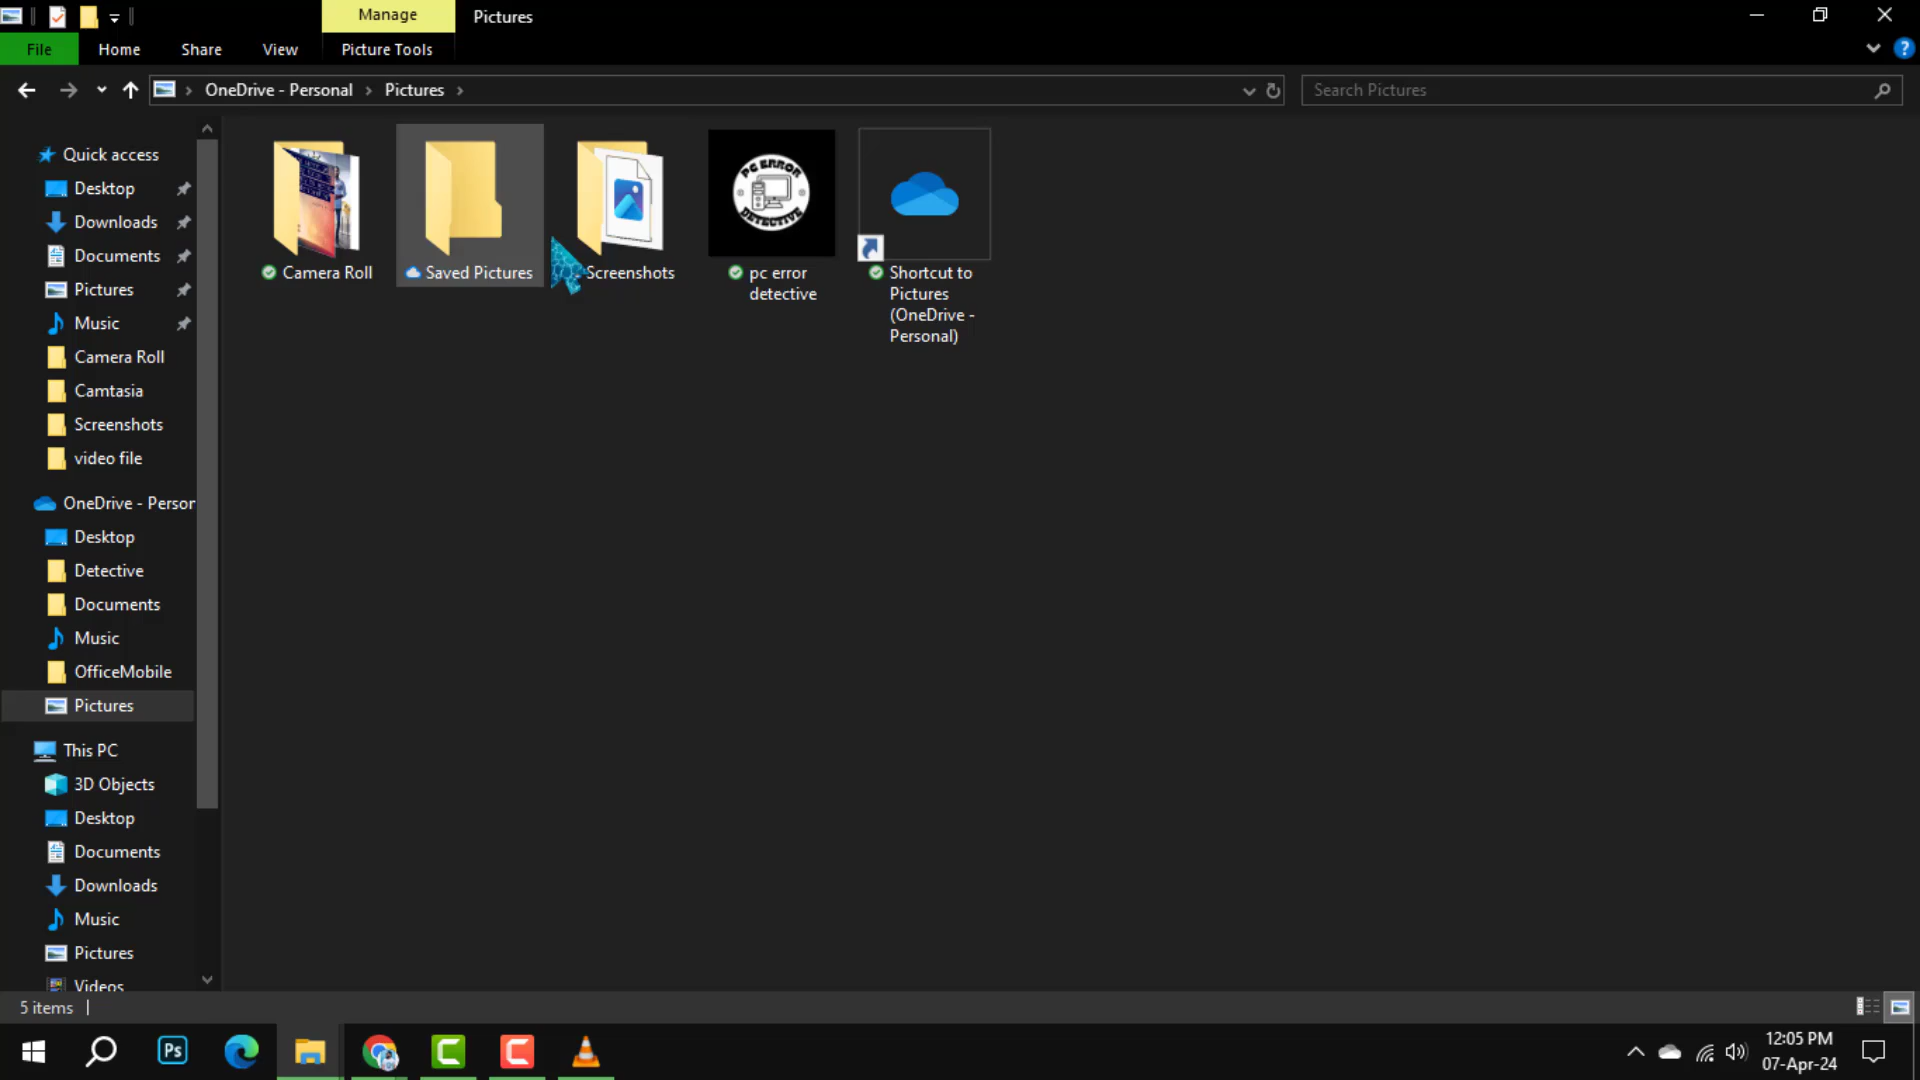 Manage
Pictures
File
Home
Share
View
Picture Tools
OneDrive - Personal
Pictures
Search Pictures
Quick access
Desktop
Downloads
Documents
Pictures
Music
Camera Roll
Camtasia
Screenshots
video file
OneDrive - Person
Desktop
Detective
Documents
Music
OfficeMobile
Pictures
This PC
3D Objects
Desktop
Documents
Downloads
Music
Pictures
Videos
Camera Roll
Saved Pictures
Screenshots
PC ERROR
DETECTIVE
pc error
detective
Shortcut to
Pictures
(OneDrive -
Personal)
5 items
Ps
12:05 PM
07-Apr-24